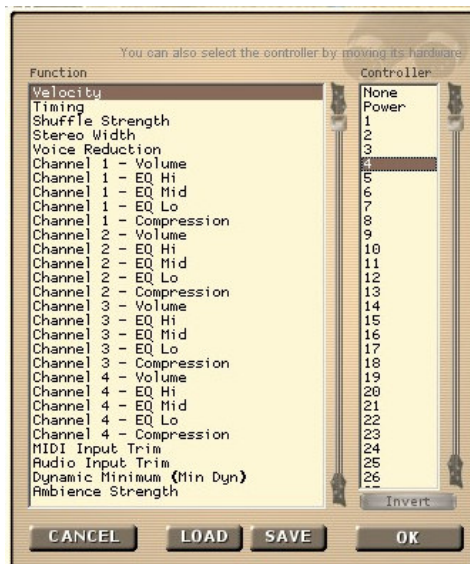 You can also select the controller by moving its hardware
Function
Velocity
Timing
Shuffle Strength
Stereo Width
Voice Reduction
Channel 1 - Volume
Channel 1 - EQ Hi
Channel 1 - EQ Mid
Channel 1 - EQ Lo
Channel 1 - Compression
Channel 2 - Volume
Channel 2 - EQ Hi
Channel 2 - EQ Mid
Channel 2 - EQ Lo
Channel 2 - Compression
Channel 3 - Volume
Channel 3 - EQ Hi
Channel 3 - EQ Mid
Channel 3 - EQ Lo
Channel 3 - Compression
Channel 4 - Volume
Channel 4 - EQ Hi
Channel 4 - EQ Mid
Channel 4 - EQ Lo
Channel 4 - Compression
MIDI Input Trim
Audio Input Trim
Dynamic Minimum (Min Dyn)
Ambience Strength
Controller
None
Power
1
2
3
4
5
6
7
8
9
10
11
12
13
14
15
16
17
18
19
20
21
22
23
24
25
26
Invert
CANCEL
LOAD
SAVE
OK